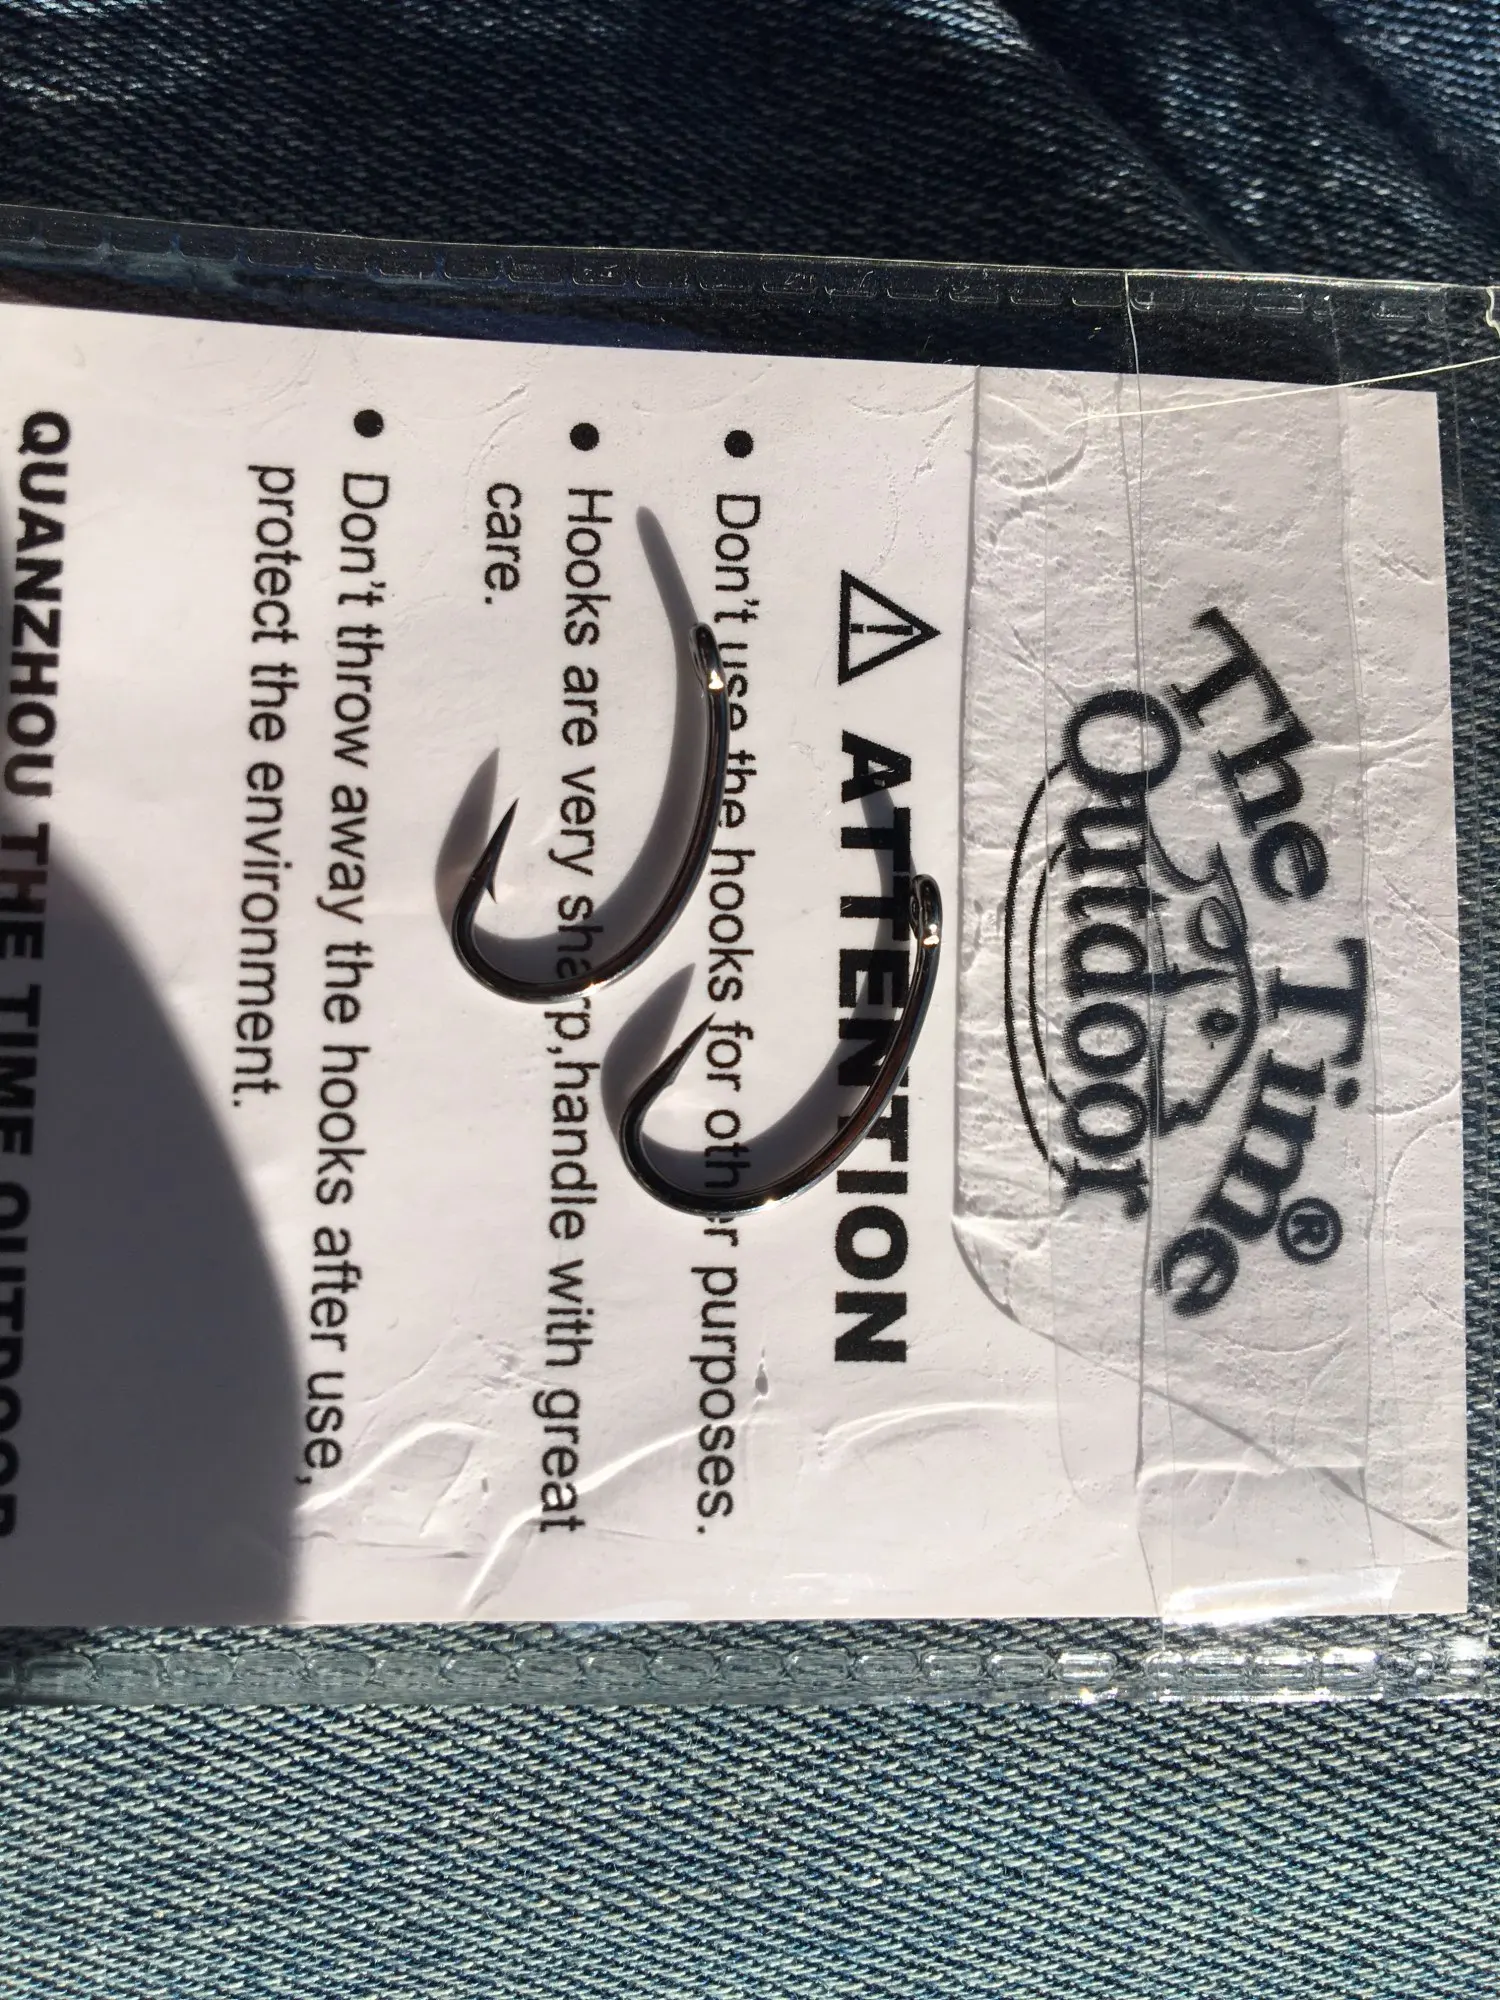 The Time®
Outdoor
⚠ ATTENTION
● Don't use the hooks for other purposes.
● Hooks are very sharp,handle with great
care.
● Don't throw away the hooks after use,
protect the environment.
QUANZHOU THE TIME OUTDOOR